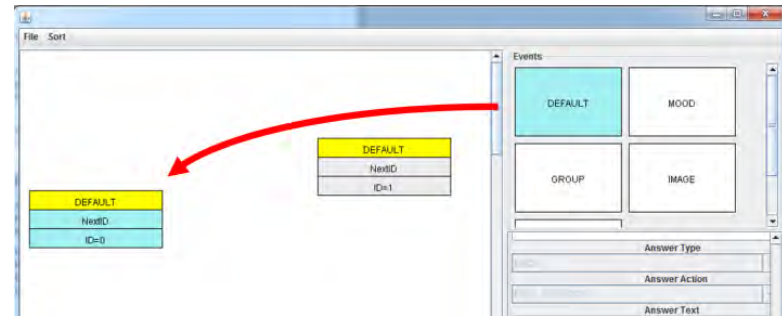 File Sort
Events
DEFAULT MOOD
DEFAULT
NextID
ID=1
GROUP IMAGE
DEFAULT
NextID
ID=0
Answer Type
Answer Action
Answer Text